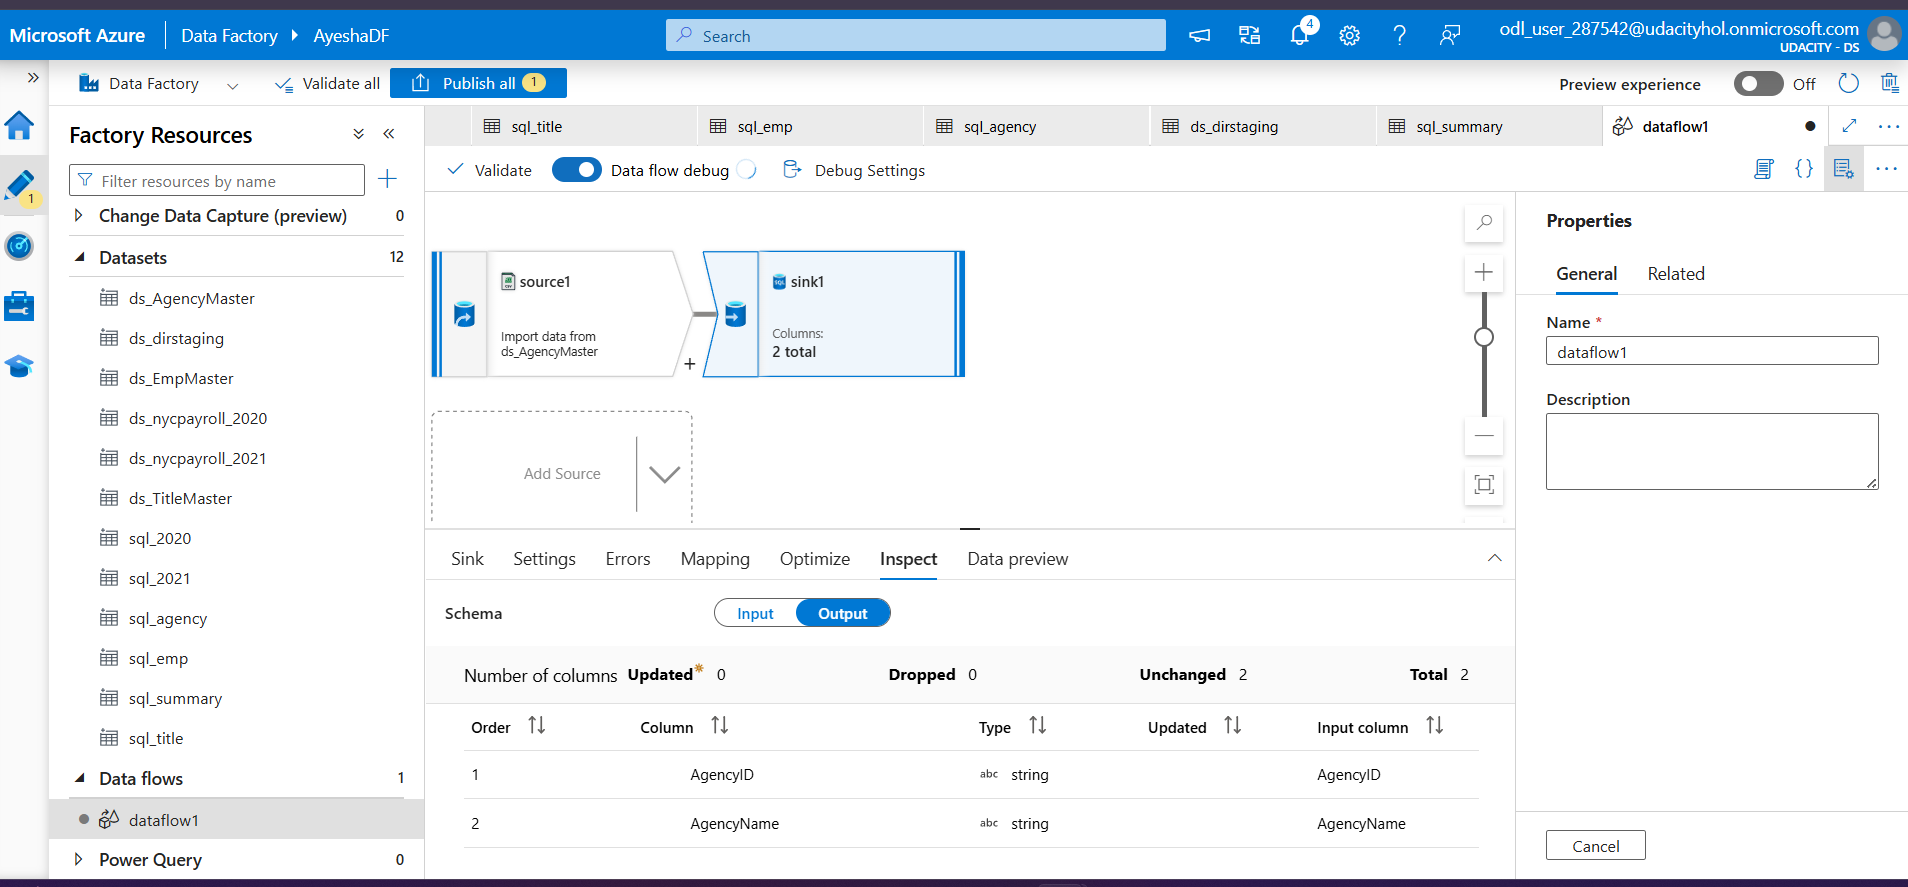 Microsoft Azure
Data Factory
AyeshaDF
Search
4
odl_user_287542@udacityhol.onmicrosoft.com
UDACITY - DS
Data Factory
Validate all
Publish all
1
Preview experience
Off
1
Factory Resources
Filter resources by name
Change Data Capture (preview) 0
Datasets 12
ds_AgencyMaster
ds_dirstaging
ds_EmpMaster
ds_nycpayroll_2020
ds_nycpayroll_2021
ds_TitleMaster
sql_2020
sql_2021
sql_agency
sql_emp
sql_summary
sql_title
Data flows 1
dataflow1
Power Query 0
sql_title
sql_emp
sql_agency
ds_dirstaging
sql_summary
dataflow1
Validate
Data flow debug
Debug Settings
source1
Import data from
ds_AgencyMaster
+
SQL
sink1
Columns:
2 total
Add Source
Sink
Settings
Errors
Mapping
Optimize
Inspect
Data preview
Schema
Input
Output
Number of columns Updated* 0 Dropped 0 Unchanged 2 Total 2
Order Column Type Updated Input column
1 AgencyID abc string AgencyID
2 AgencyName abc string AgencyName
Properties
General
Related
Name *
dataflow1
Description
Cancel